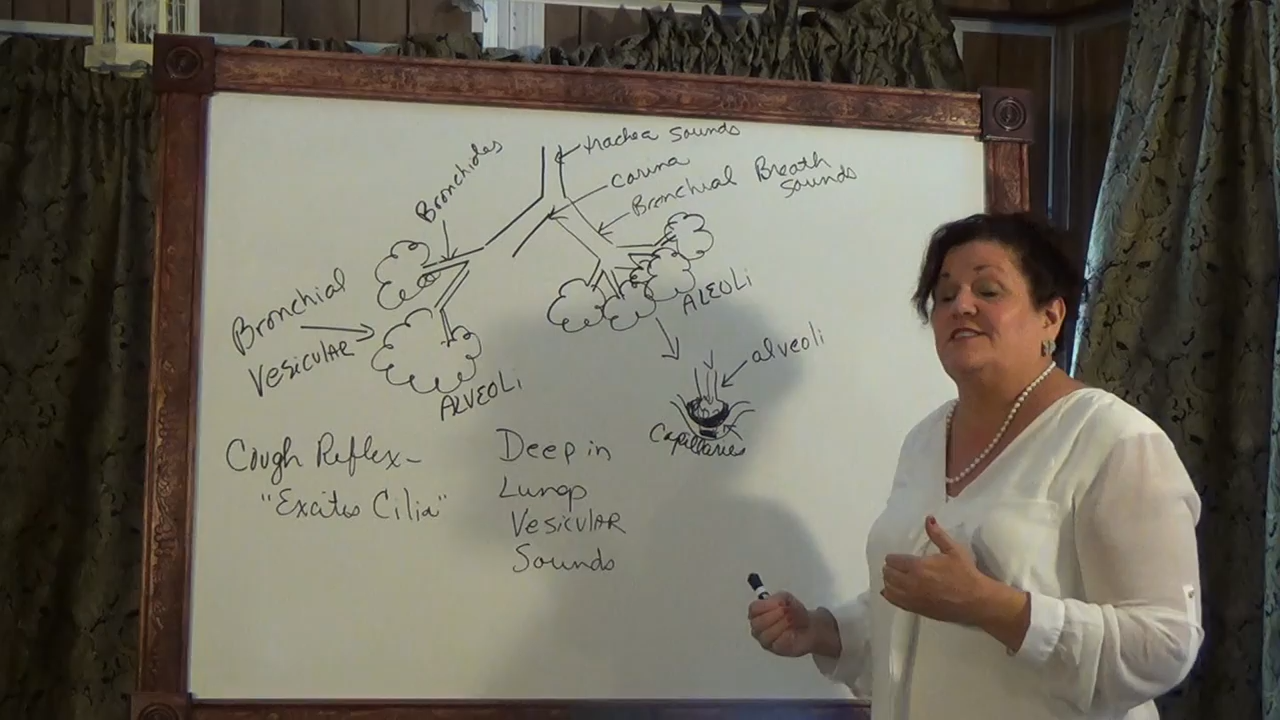 trachea sounds
carina
Bronchial Breath
sounds
Bronchioles
Bronchial
Vesicular
ALVEOLI
ALEOLi
alveoli
Capillaries
Cough Reflex-
"Excites Cilia"
Deep in
Lungs
Vesicular
Sounds